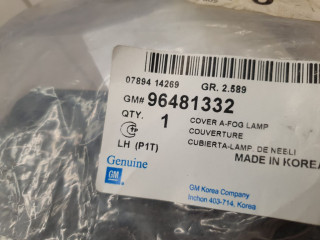 07894 14269 GR. 2.589
GM# 96481332
QTY. 1 COVER A-FOG LAMP
COUVERTURE
CUBIERTA-LAMP. DE NEBLI
LH (P1T) MADE IN KOREA
Genuine
GM
GM Korea Company
Inchon 403-714, Korea